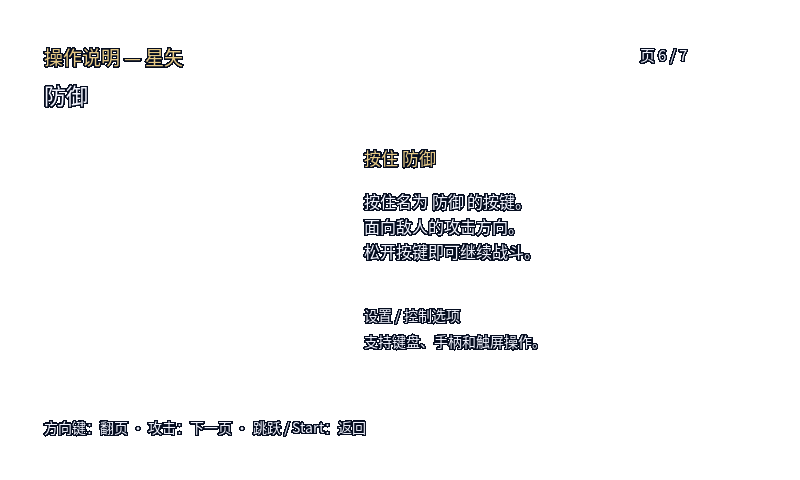 操作说明 — 星矢
页 6 / 7
防御
按住 防御
按住名为 防御 的按键。
面向敌人的攻击方向。
松开按键即可继续战斗。
设置 / 控制选项
支持键盘、手柄和触屏操作。
方向键：翻页 · 攻击：下一页 · 跳跃 / Start：返回